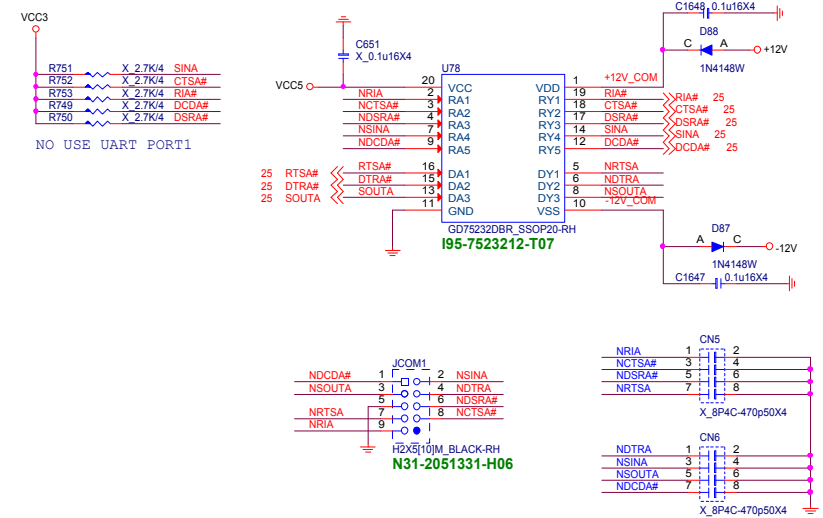 VCC3
R751 X_2.7K/4 SINA
R752 X_2.7K/4 CTSA#
R753 X_2.7K/4 RIA#
R749 X_2.7K/4 DCDA#
R750 X_2.7K/4 DSRA#
NO USE UART PORT1
C651
X_0.1u16X4
VCC5
U78
20 VCC VDD 1 +12V_COM
NRIA 2 RA1 RY1 19 RIA# RIA# 25
NCTSA# 3 RA2 RY2 18 CTSA# CTSA# 25
NDSRA# 4 RA3 RY3 17 DSRA# DSRA# 25
NSINA 7 RA4 RY4 14 SINA SINA 25
NDCDA# 9 RA5 RY5 12 DCDA# DCDA# 25
25 RTSA# RTSA# 16 DA1 DY1 5 NRTSA
25 DTRA# DTRA# 15 DA2 DY2 6 NDTRA
25 SOUTA SOUTA 13 DA3 DY3 8 NSOUTA
11 GND VSS 10 -12V_COM
GD75232DBR_SSOP20-RH
I95-7523212-T07
C1648 0.1u16X4
D88
C A +12V
1N4148W
D87
A C -12V
1N4148W
C1647 0.1u16X4
JCOM1
NDCDA# 1 2 NSINA
NSOUTA 3 4 NDTRA
5 6 NDSRA#
NRTSA 7 8 NCTSA#
NRIA 9
H2X5[10]M_BLACK-RH
N31-2051331-H06
CN5
NRIA 1 2
NCTSA# 3 4
NDSRA# 5 6
NRTSA 7 8
X_8P4C-470p50X4
CN6
NDTRA 1 2
NSINA 3 4
NSOUTA 5 6
NDCDA# 7 8
X_8P4C-470p50X4